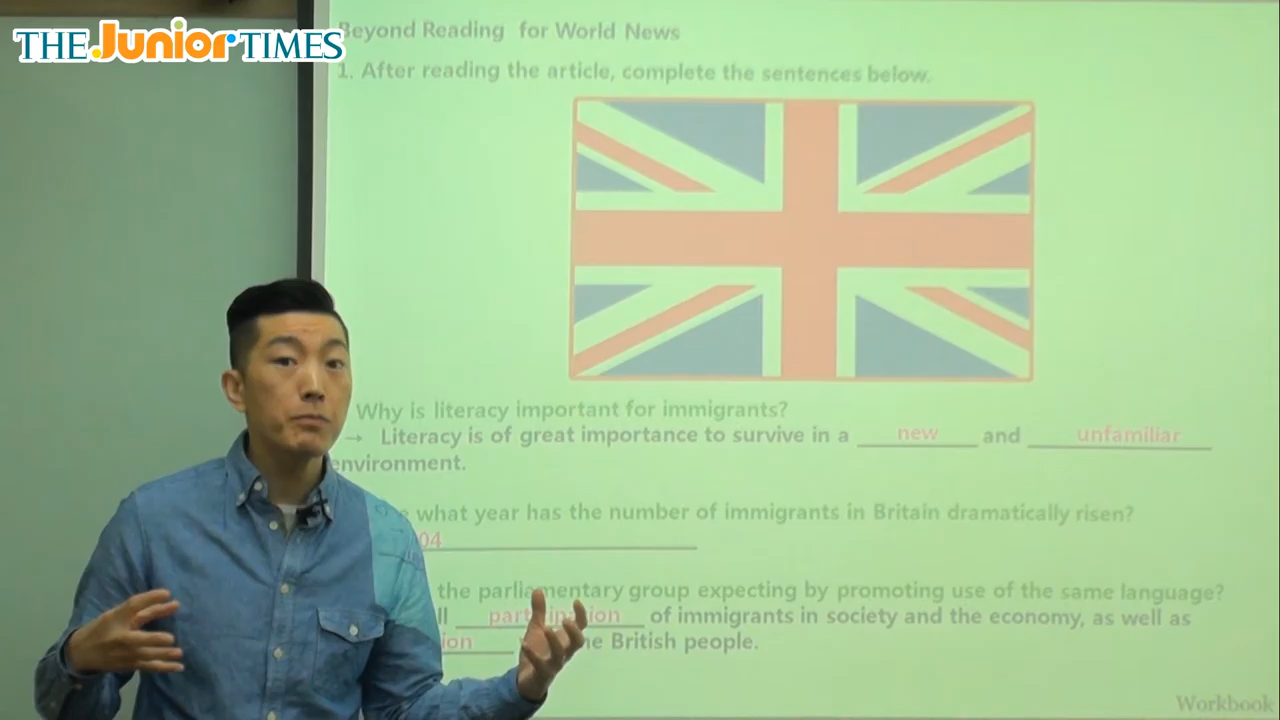 THE Junior TIMES
Beyond Reading for World News
1. After reading the article, complete the sentences below.
Why is literacy important for immigrants?
→ Literacy is of great importance to survive in a new and unfamiliar
environment.
what year has the number of immigrants in Britain dramatically risen?
04
the parliamentary group expecting by promoting use of the same language?
participation of immigrants in society and the economy, as well as
British people.
Workbook